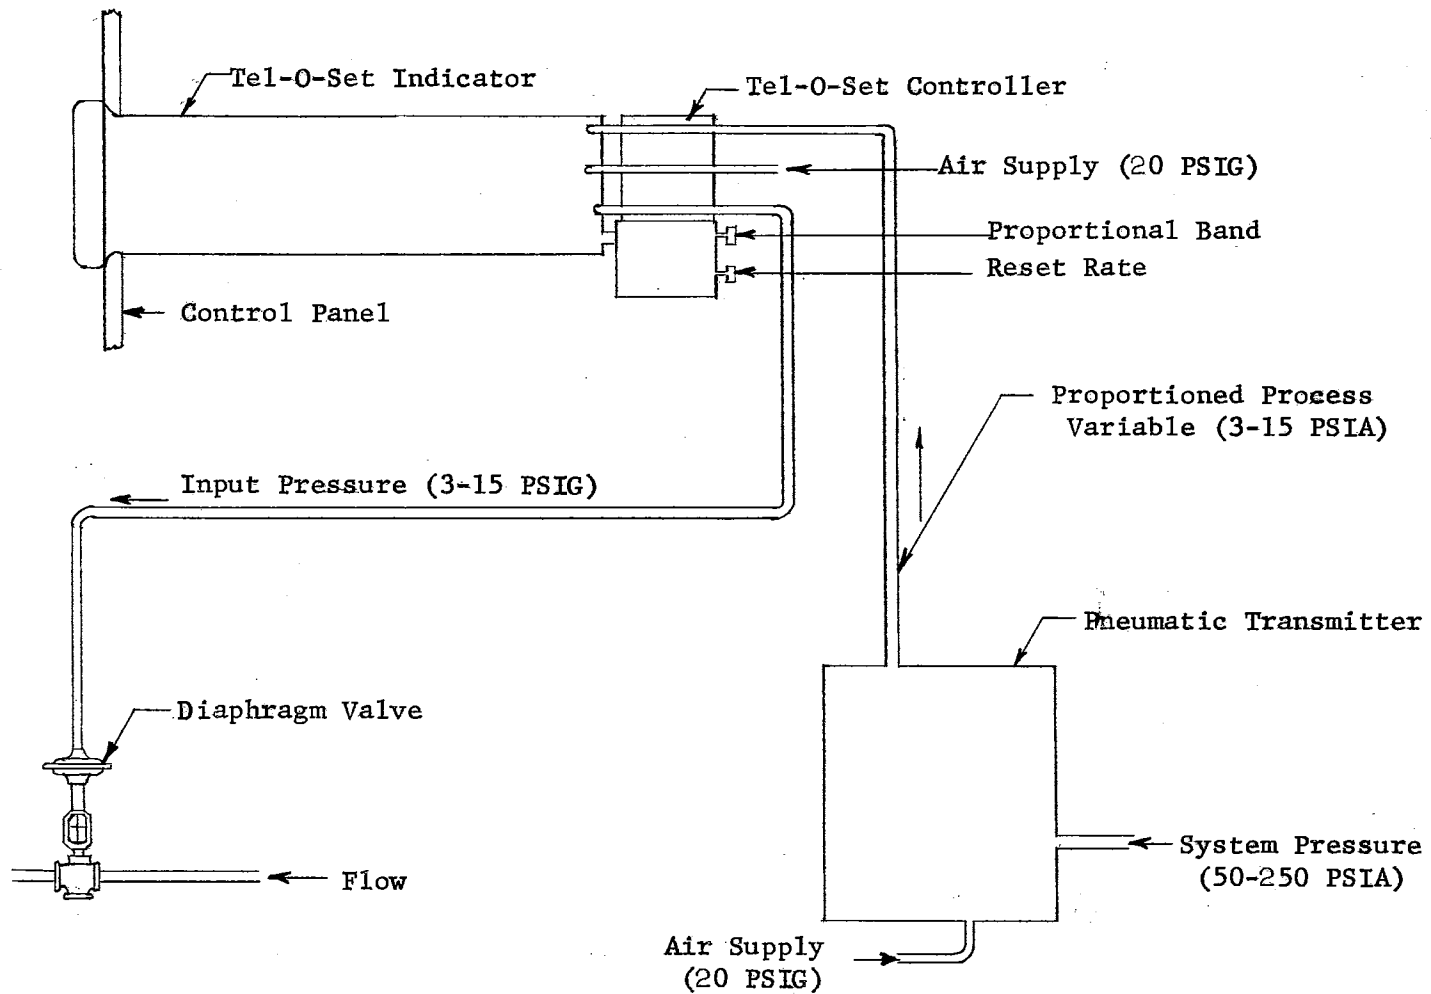 Tel-O-Set Indicator
Tel-O-Set Controller
Air Supply (20 PSIG)
Proportional Band
Reset Rate
Control Panel
Proportioned Process
Variable (3-15 PSIA)
Input Pressure (3-15 PSIG)
Pneumatic Transmitter
Diaphragm Valve
System Pressure
(50-250 PSIA)
Flow
Air Supply
(20 PSIG)